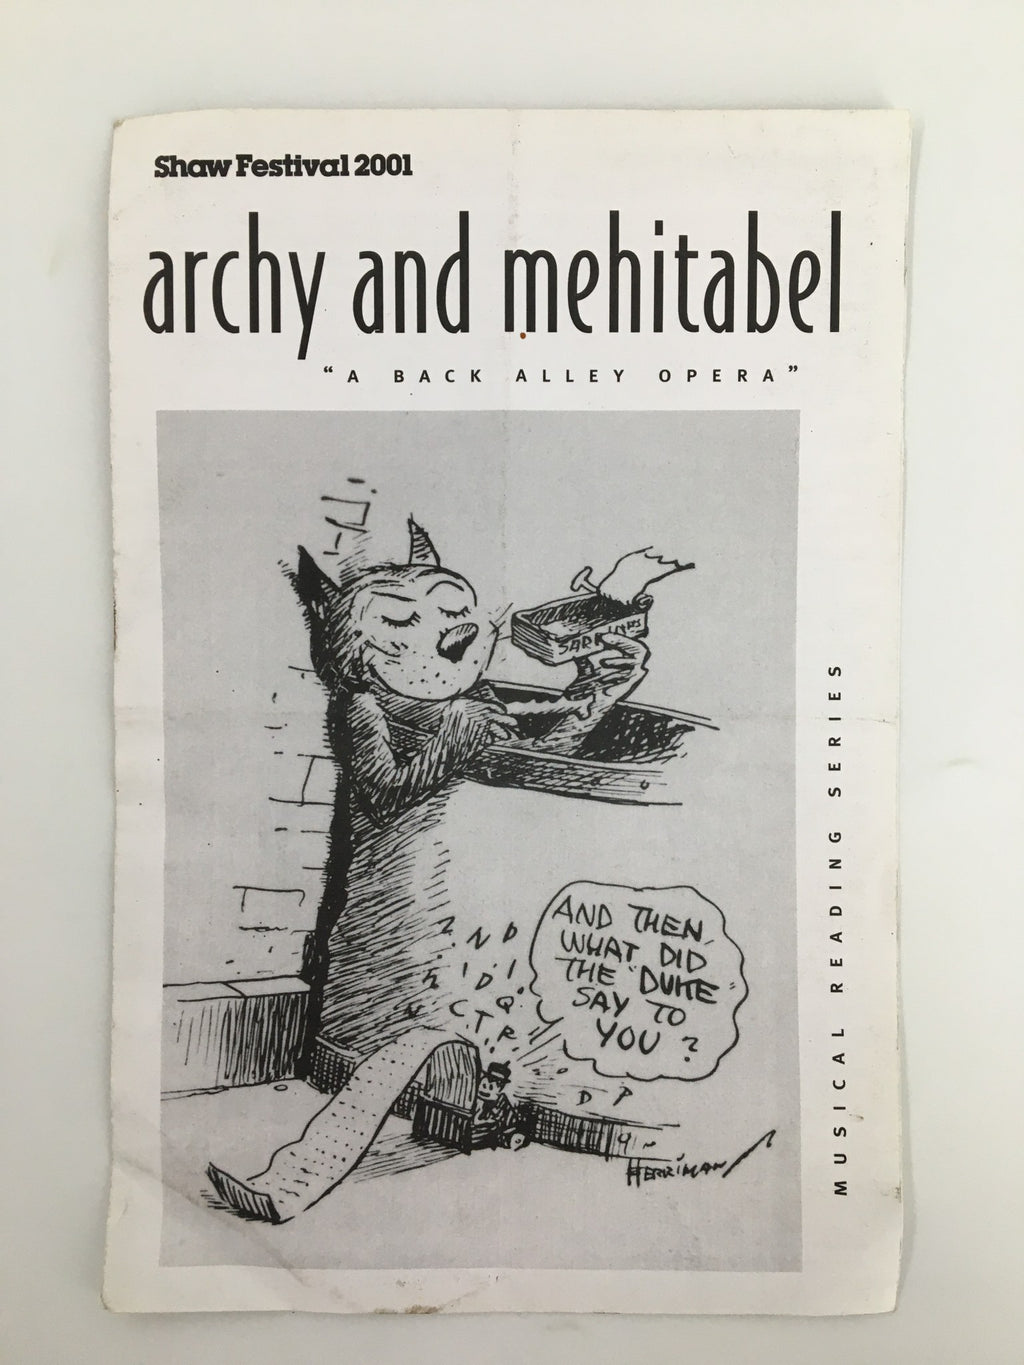 Shaw Festival 2001
archy and mehitabel
“A BACK ALLEY OPERA”
SARDINES
AND THEN
WHAT DID
THE "DUKE"
SAY TO
YOU?
HERRIMAN
MUSICAL READING SERIES